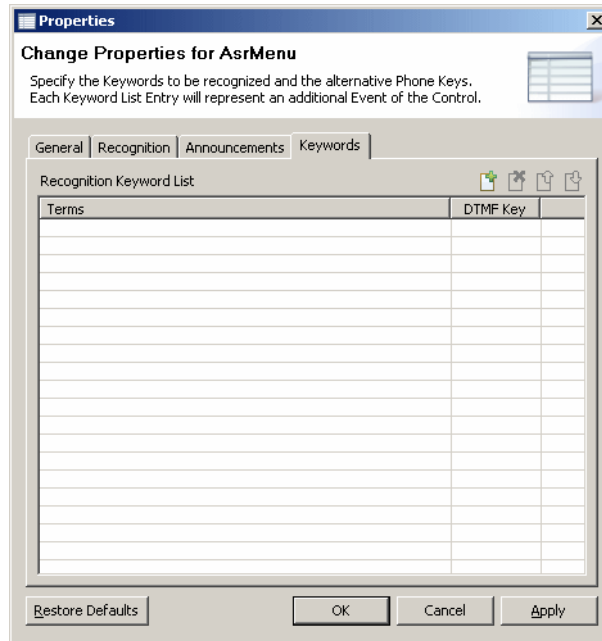 Properties
Change Properties for AsrMenu
Specify the Keywords to be recognized and the alternative Phone Keys.
Each Keyword List Entry will represent an additional Event of the Control.
General Recognition Announcements Keywords
Recognition Keyword List
Terms DTMF Key
Restore Defaults OK Cancel Apply